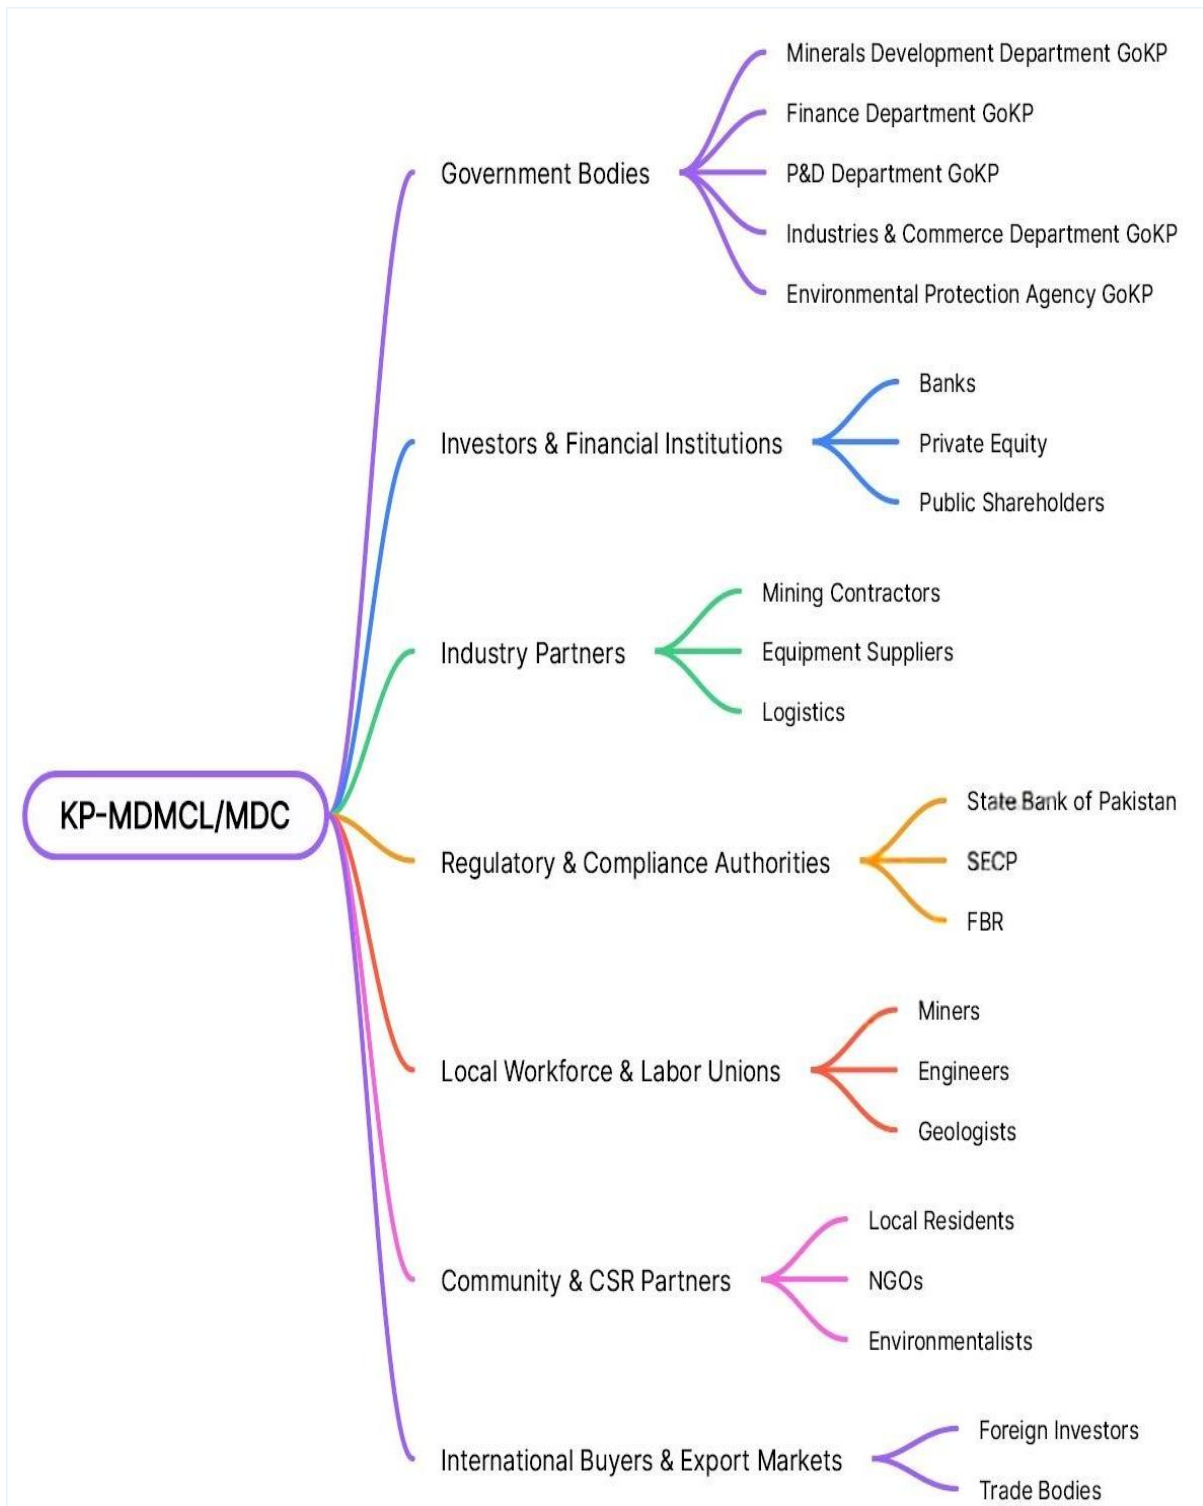 KP-MDMCL/MDC
Government Bodies
Minerals Development Department GoKP
Finance Department GoKP
P&D Department GoKP
Industries & Commerce Department GoKP
Environmental Protection Agency GoKP
Investors & Financial Institutions
Banks
Private Equity
Public Shareholders
Industry Partners
Mining Contractors
Equipment Suppliers
Logistics
Regulatory & Compliance Authorities
State Bank of Pakistan
SECP
FBR
Local Workforce & Labor Unions
Miners
Engineers
Geologists
Community & CSR Partners
Local Residents
NGOs
Environmentalists
International Buyers & Export Markets
Foreign Investors
Trade Bodies